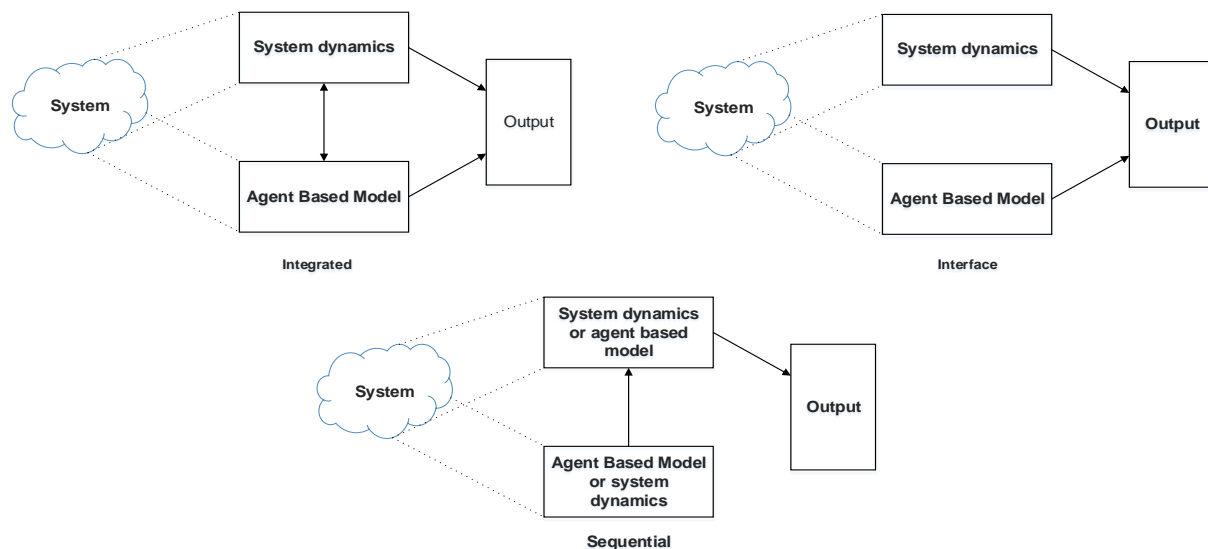 System dynamics
System
Output
Agent Based Model
Integrated
System dynamics
System
Output
Agent Based Model
Interface
System dynamics
or agent based
model
System
Output
Agent Based Model
or system
dynamics
Sequential